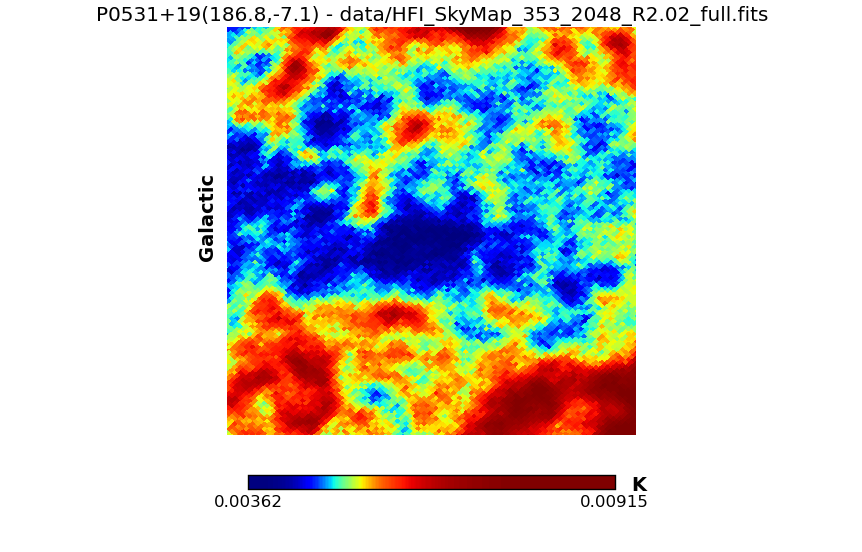 P0531+19(186.8,-7.1) - data/HFI_SkyMap_353_2048_R2.02_full.fits
Galactic
K
0.00362 0.00915